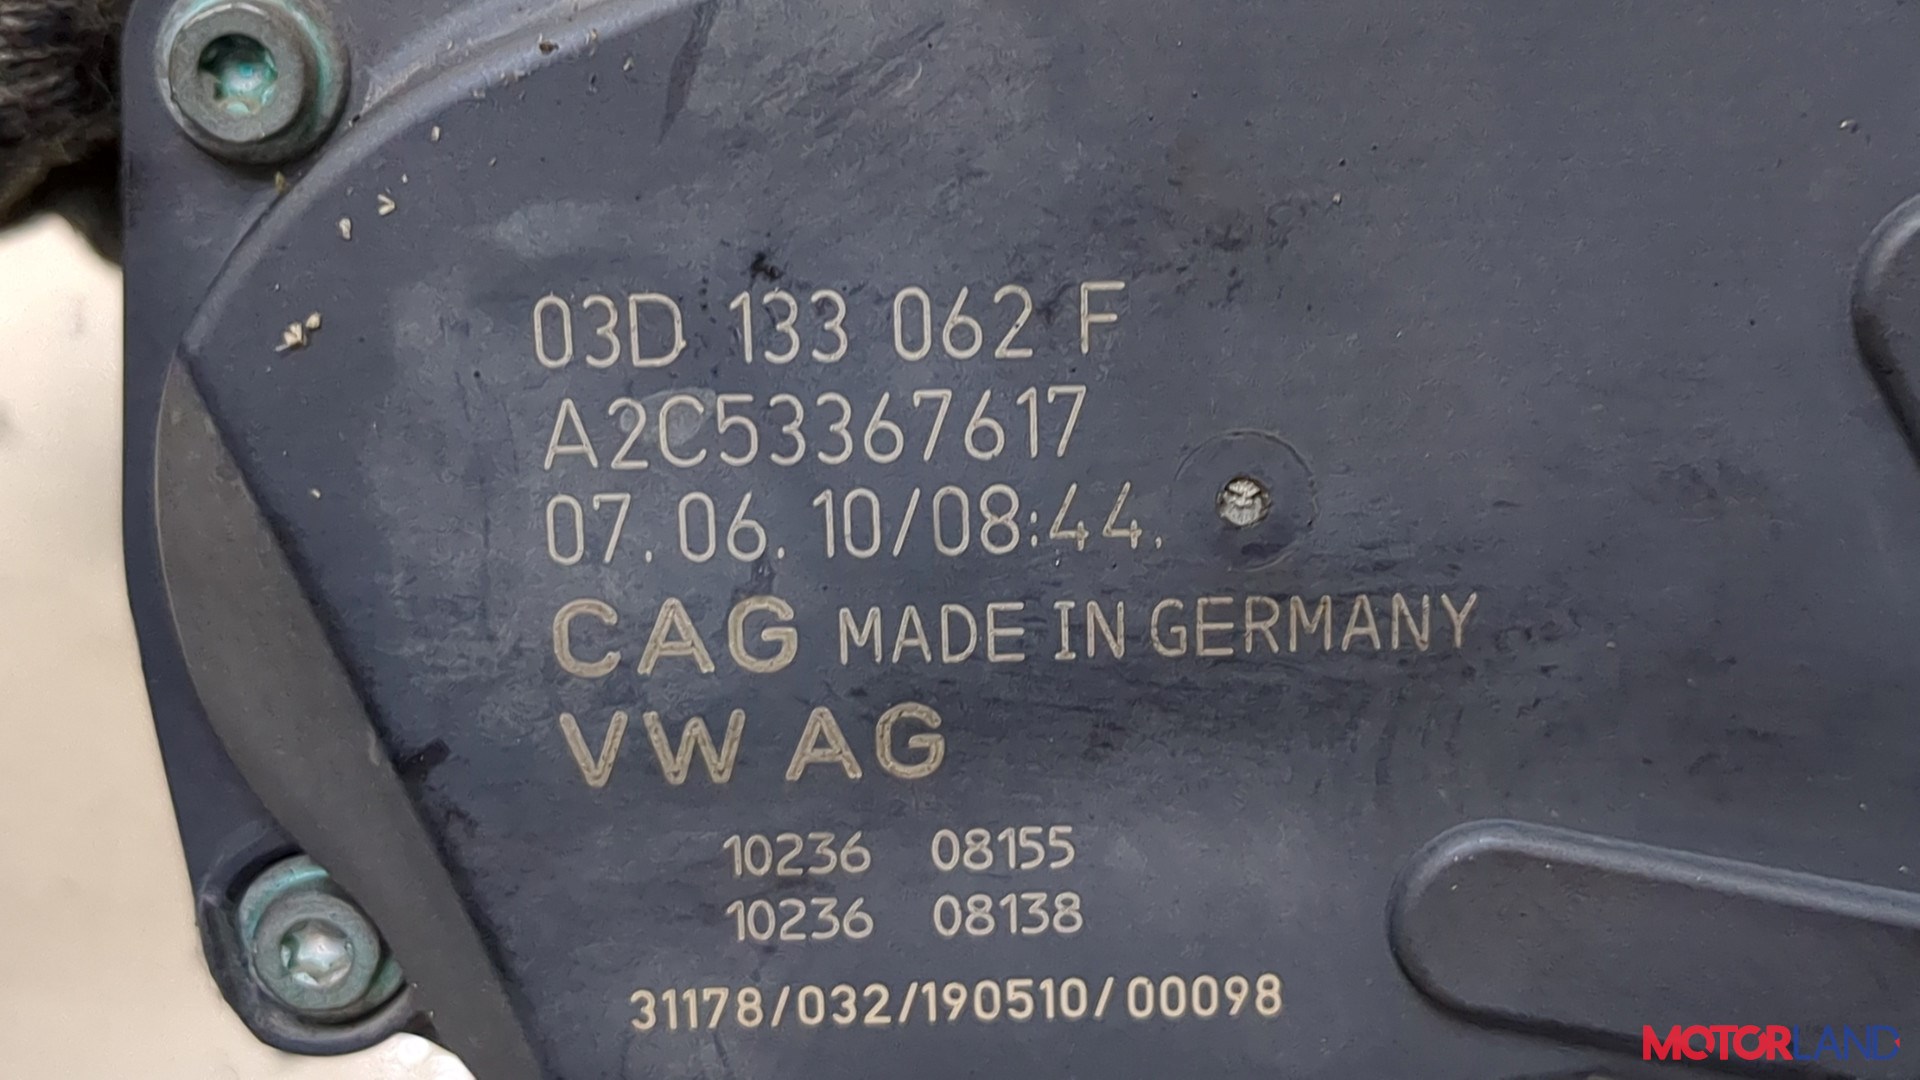 03D 133 062 F
A2C53367617
07.06.10/08:44.
CAG MADE IN GERMANY
VW AG
10236 08155
10236 08138
31178/032/190510/00098
MOTORLAND